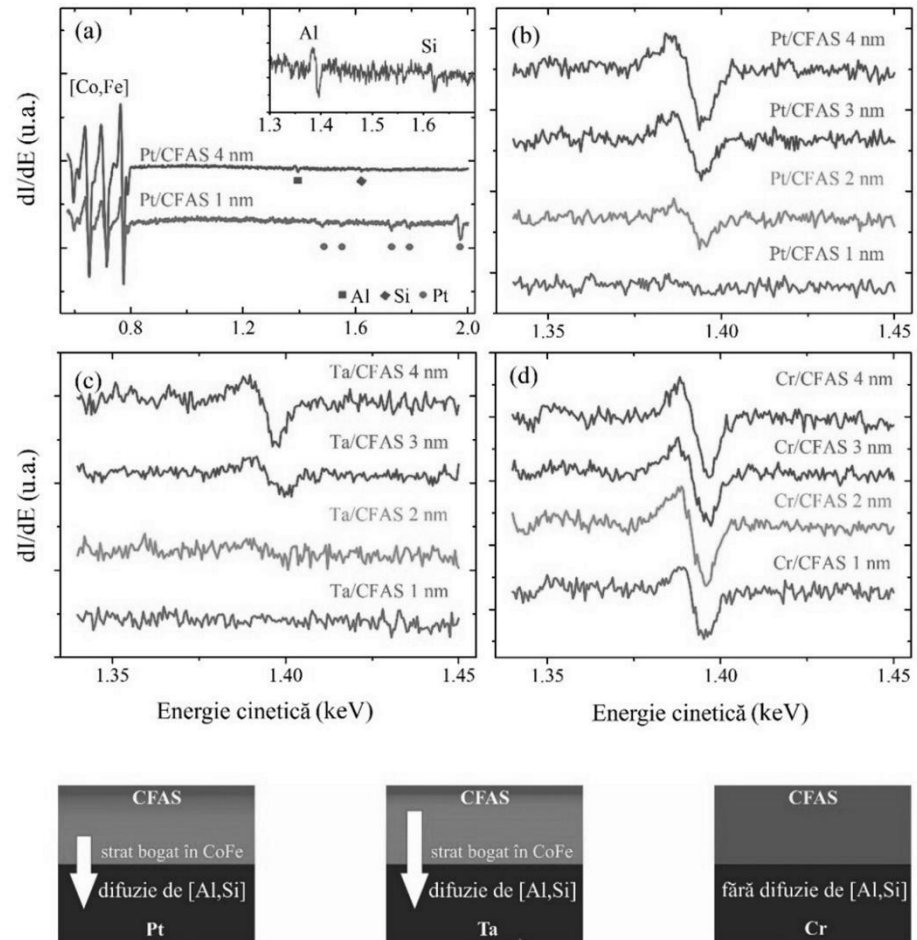 (a)
Al
Si
[Co,Fe]
1.3 1.4 1.5 1.6
Pt/CFAS 4 nm
Pt/CFAS 1 nm
Al Si Pt
0.8 1.2 1.6 2.0
dI/dE (u.a.)
(b)
Pt/CFAS 4 nm
Pt/CFAS 3 nm
Pt/CFAS 2 nm
Pt/CFAS 1 nm
1.35 1.40 1.45
(c)
Ta/CFAS 4 nm
Ta/CFAS 3 nm
Ta/CFAS 2 nm
Ta/CFAS 1 nm
1.35 1.40 1.45
dI/dE (u.a.)
Energie cinetică (keV)
(d)
Cr/CFAS 4 nm
Cr/CFAS 3 nm
Cr/CFAS 2 nm
Cr/CFAS 1 nm
1.35 1.40 1.45
Energie cinetică (keV)
CFAS
strat bogat în CoFe
difuzie de [Al,Si]
Pt
CFAS
strat bogat în CoFe
difuzie de [Al,Si]
Ta
CFAS
fără difuzie de [Al,Si]
Cr